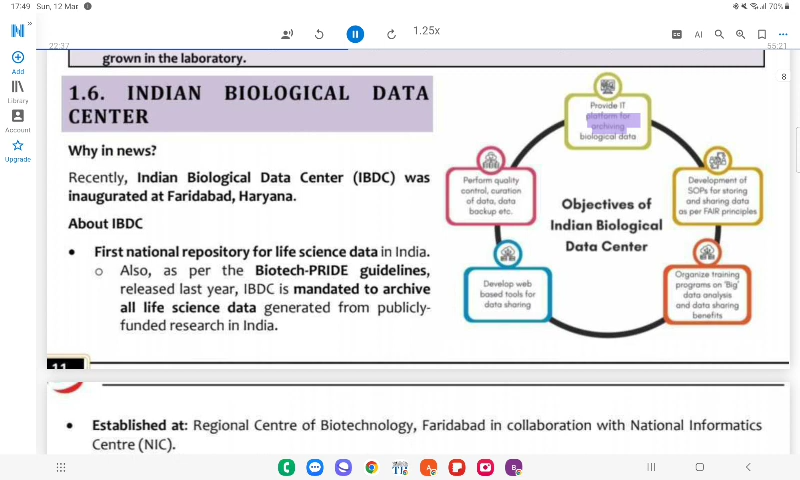 17:49 Sun, 12 Mar
70%
1.25x
AI
22:37
55:21
Add
Library
Account
Upgrade
8
grown in the laboratory.
1.6. INDIAN BIOLOGICAL DATA
CENTER
Why in news?
Recently, Indian Biological Data Center (IBDC) was
inaugurated at Faridabad, Haryana.
About IBDC
• First national repository for life science data in India.
o Also, as per the Biotech-PRIDE guidelines,
released last year, IBDC is mandated to archive
all life science data generated from publicly-
funded research in India.
Provide IT
platform for
archiving
biological data
Perform quality
control, curation
of data, data
backup etc.
Development of
SOPs for storing
and sharing data
as per FAIR principles
Objectives of
Indian Biological
Data Center
Develop web
based tools for
data sharing
Organize training
programs on 'Big'
data analysis
and data sharing
benefits
11
• Established at: Regional Centre of Biotechnology, Faridabad in collaboration with National Informatics
Centre (NIC).